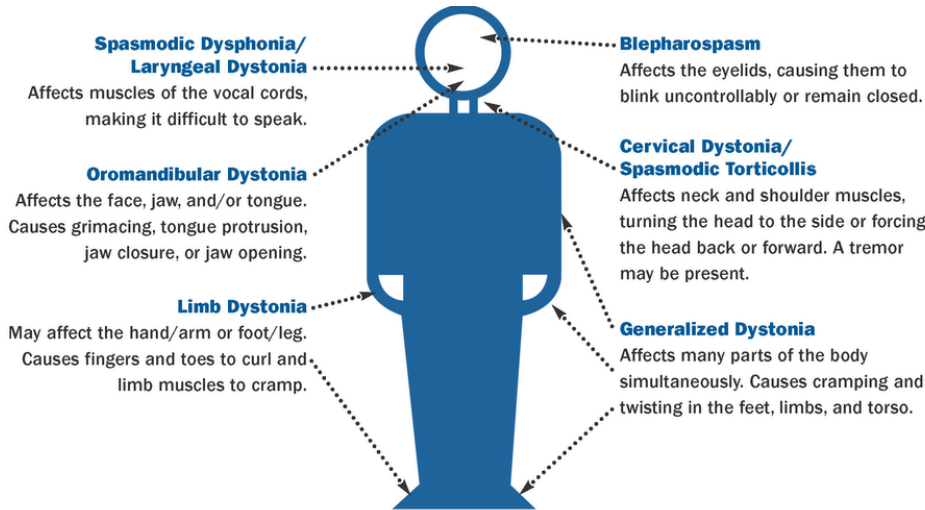 Spasmodic Dysphonia/
Laryngeal Dystonia
Affects muscles of the vocal cords,
making it difficult to speak.
Oromandibular Dystonia
Affects the face, jaw, and/or tongue.
Causes grimacing, tongue protrusion,
jaw closure, or jaw opening.
Limb Dystonia
May affect the hand/arm or foot/leg.
Causes fingers and toes to curl and
limb muscles to cramp.
Blepharospasm
Affects the eyelids, causing them to
blink uncontrollably or remain closed.
Cervical Dystonia/
Spasmodic Torticollis
Affects neck and shoulder muscles,
turning the head to the side or forcing
the head back or forward. A tremor
may be present.
Generalized Dystonia
Affects many parts of the body
simultaneously. Causes cramping and
twisting in the feet, limbs, and torso.